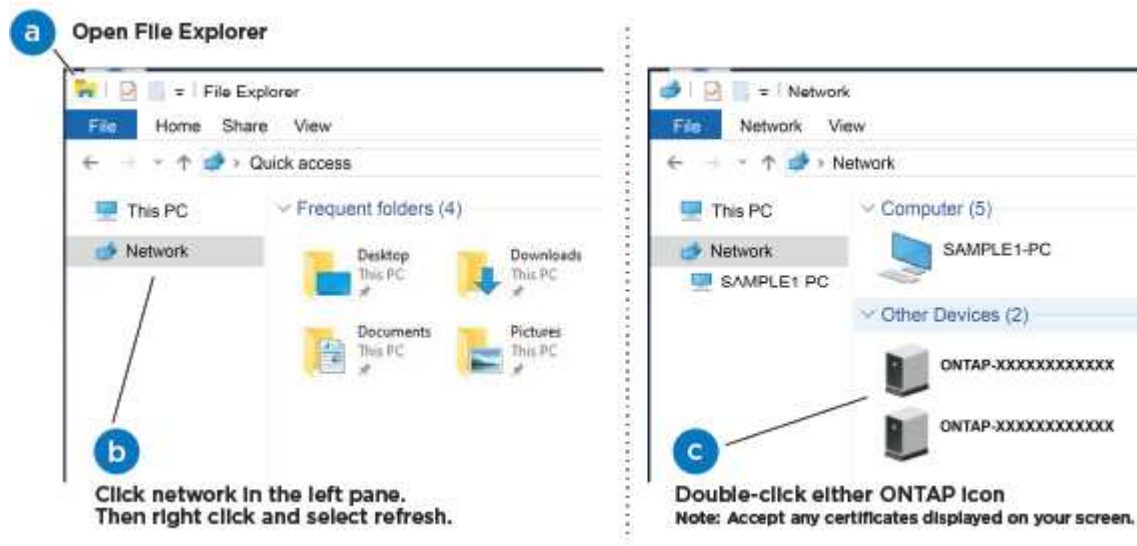 a Open File Explorer
File Explorer
File Home Share View
Quick access
This PC
Network
Frequent folders (4)
Desktop
This PC
Downloads
This PC
Documents
This PC
Pictures
This PC
b
Click network in the left pane.
Then right click and select refresh.
Network
File Network View
Network
This PC
Network
SAMPLE1 PC
Computer (5)
SAMPLE1-PC
Other Devices (2)
ONTAP-XXXXXXXXXXXX
ONTAP-XXXXXXXXXXXX
c
Double-click either ONTAP icon
Note: Accept any certificates displayed on your screen.